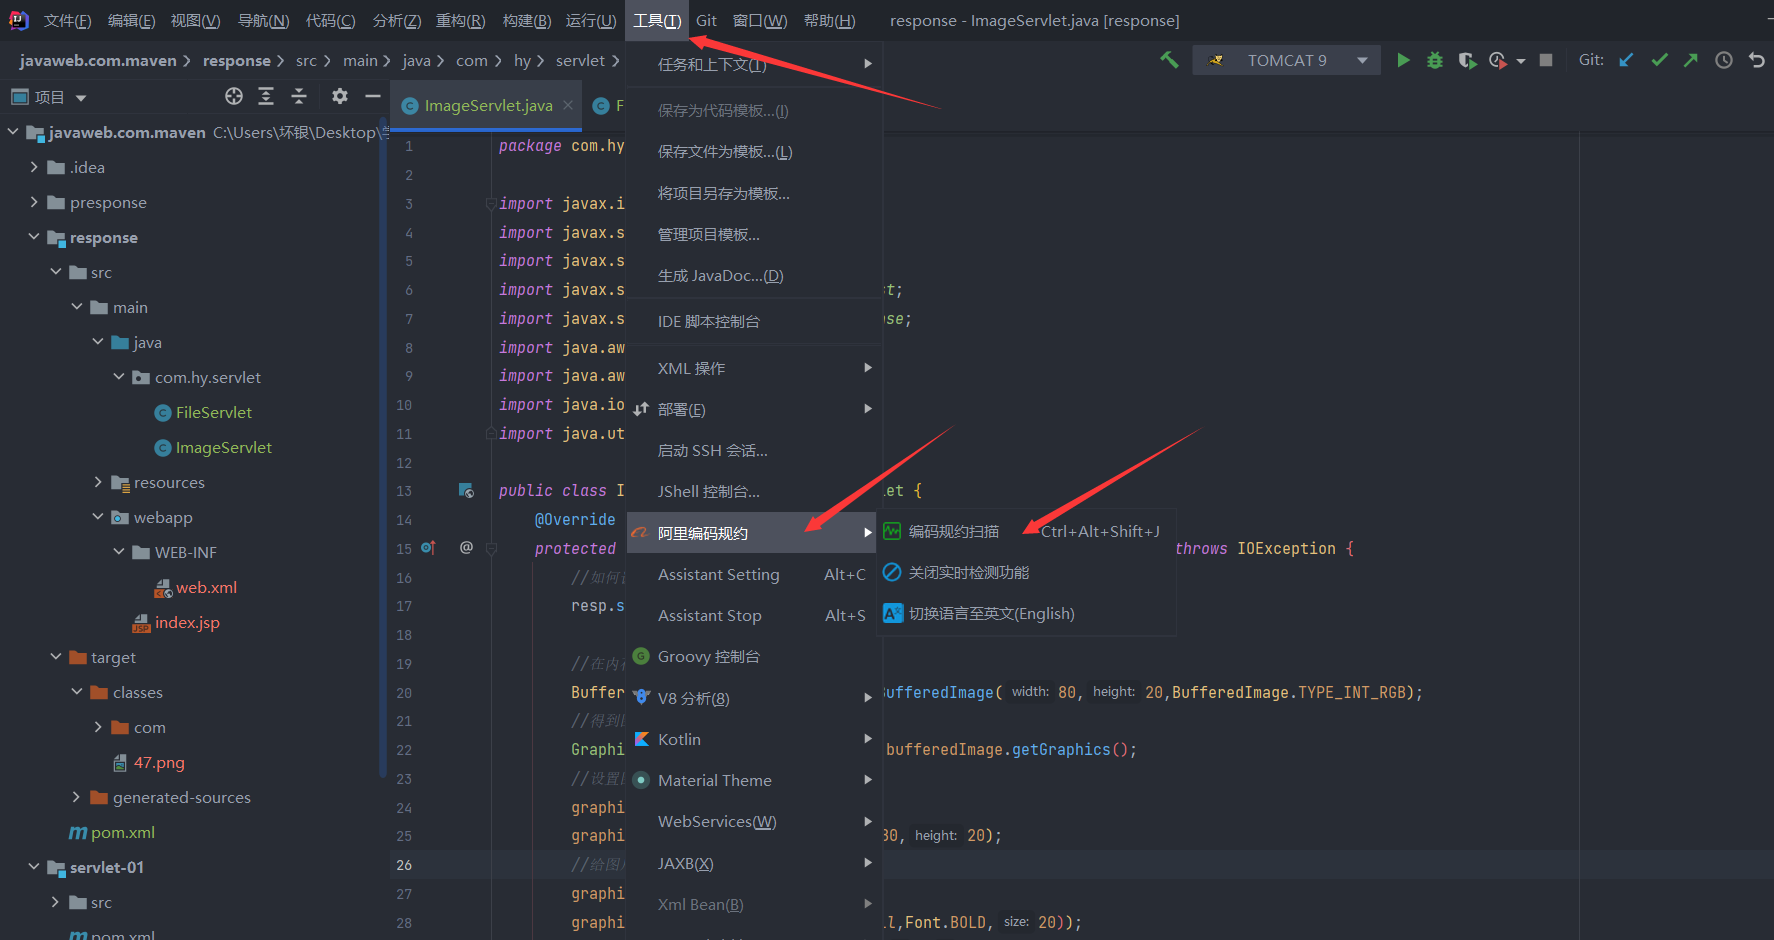 文件(F) 编辑(E) 视图(V) 导航(N) 代码(C) 分析(Z) 重构(R) 构建(B) 运行(U) 工具(T) Git 窗口(W) 帮助(H) response - ImageServlet.java [response]
javaweb.com.maven response src main java com hy servlet
TOMCAT 9 Git:
项目
ImageServlet.java F
javaweb.com.maven C:\Users\坏银\Desktop\
.idea
presponse
response
src
main
java
com.hy.servlet
FileServlet
ImageServlet
resources
webapp
WEB-INF
web.xml
index.jsp
target
classes
com
47.png
generated-sources
pom.xml
servlet-01
src
pom.xml
1 package com.hy
2
3 import javax.i
4 import javax.s
5 import javax.s
6 import javax.s t;
7 import javax.s se;
8 import java.aw
9 import java.aw
10 import java.io
11 import java.ut
12
13 public class I et {
14 @Override
15 @ protected throws IOException {
16 //如何
17 resp.s
18
19 //在内
20 Buffer ufferedImage( width: 80, height: 20,BufferedImage.TYPE_INT_RGB);
21 //得到
22 Graphi bufferedImage.getGraphics();
23 //设置
24 graphi
25 graphi 80, height: 20);
26 //给图
27 graphi
28 graphi l,Font.BOLD, size: 20));
任务和上下文(T)
保存为代码模板...(I)
保存文件为模板...(L)
将项目另存为模板...
管理项目模板...
生成 JavaDoc...(D)
IDE 脚本控制台
XML 操作
部署(E)
启动 SSH 会话...
JShell 控制台...
阿里编码规约
Assistant Setting Alt+C
Assistant Stop Alt+S
Groovy 控制台
V8 分析(8)
Kotlin
Material Theme
WebServices(W)
JAXB(X)
Xml Bean(B)
编码规约扫描 Ctrl+Alt+Shift+J
关闭实时检测功能
切换语言至英文(English)